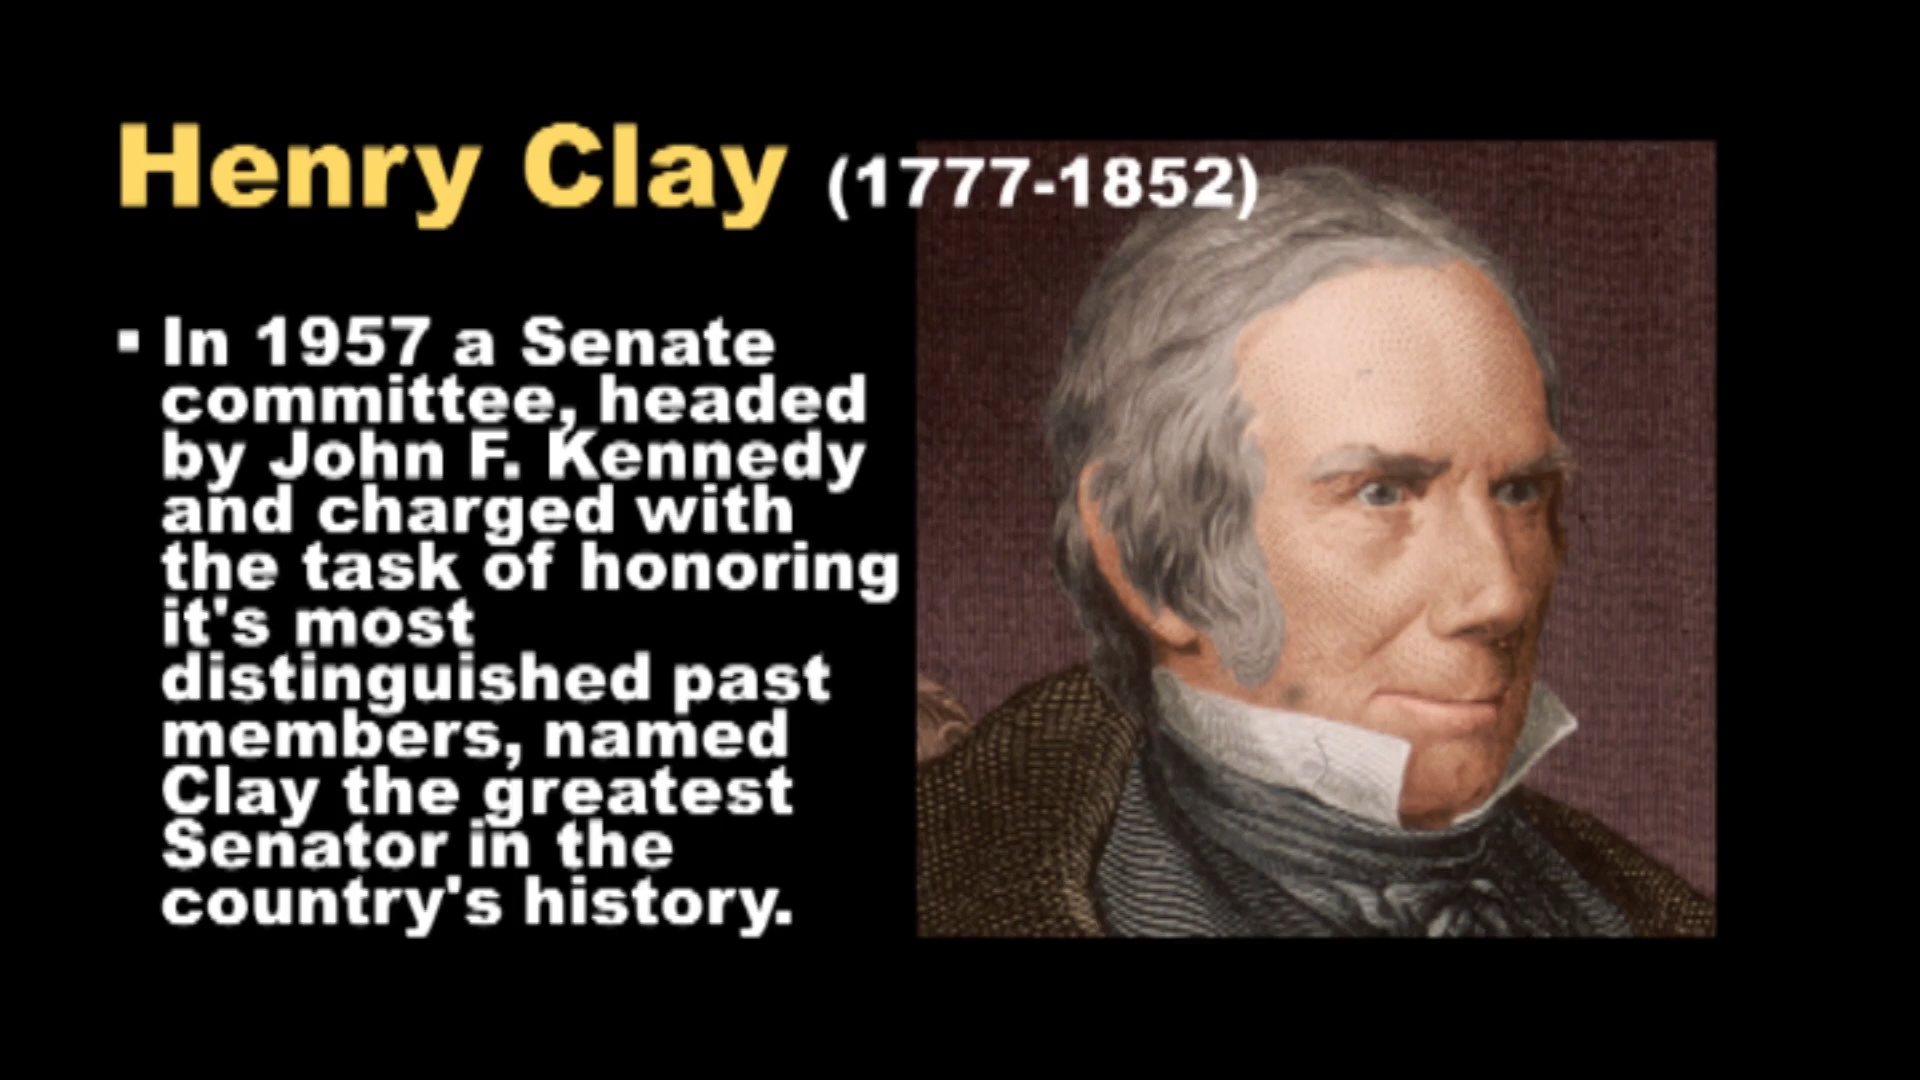 Henry Clay (1777-1852)
▪ In 1957 a Senate
committee, headed
by John F. Kennedy
and charged with
the task of honoring
it's most
distinguished past
members, named
Clay the greatest
Senator in the
country's history.